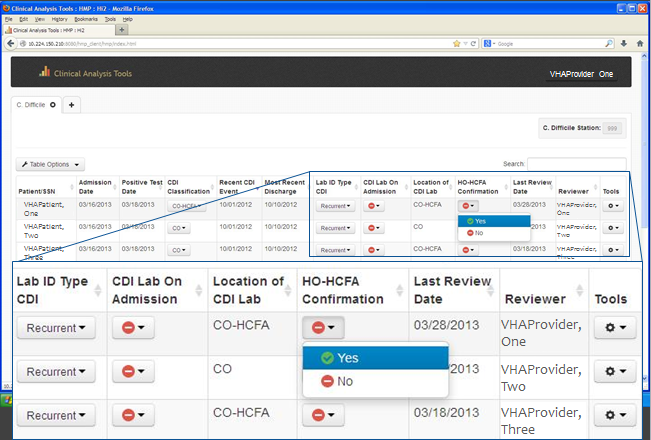 Clinical Analysis Tools : HMP : Hi2 - Mozilla Firefox
File Edit View History Bookmarks Tools Help
Clinical Analysis Tools : HMP : Hi2
10.224.150.210:8080/hmp_client/hmp/index.html
Google
Clinical Analysis Tools
VHAProvider One
C. Difficile
C. Difficile Station: 999
Table Options
Search:
Patient/SSN Admission Date Positive Test Date CDI Classification Recent CDI Event Most Recent Discharge Lab ID Type CDI CDI Lab On Admission Location of CDI Lab HO-HCFA Confirmation Last Review Date Reviewer Tools
VHAPatient, One 03/16/2013 03/18/2013 CO-HCFA 10/01/2012 10/10/2012 Recurrent CO-HCFA 03/28/2013 VHAProvider, One
Yes
No
VHAPatient, Two 03/16/2013 03/18/2013 CO 10/01/2012 10/10/2012 Recurrent CO /2013 VHAProvider, Two
VHAPatient, Three 03/16/2013 03/18/2013 CO 10/01/2012 10/10/2012 Recurrent CO-HCFA 03/18/2013 VHAProvider, Three
Lab ID Type CDI CDI Lab On Admission Location of CDI Lab HO-HCFA Confirmation Last Review Date Reviewer Tools
Recurrent CO-HCFA 03/28/2013 VHAProvider, One
Yes
No
Recurrent CO /2013 VHAProvider, Two
Recurrent CO-HCFA 03/18/2013 VHAProvider, Three